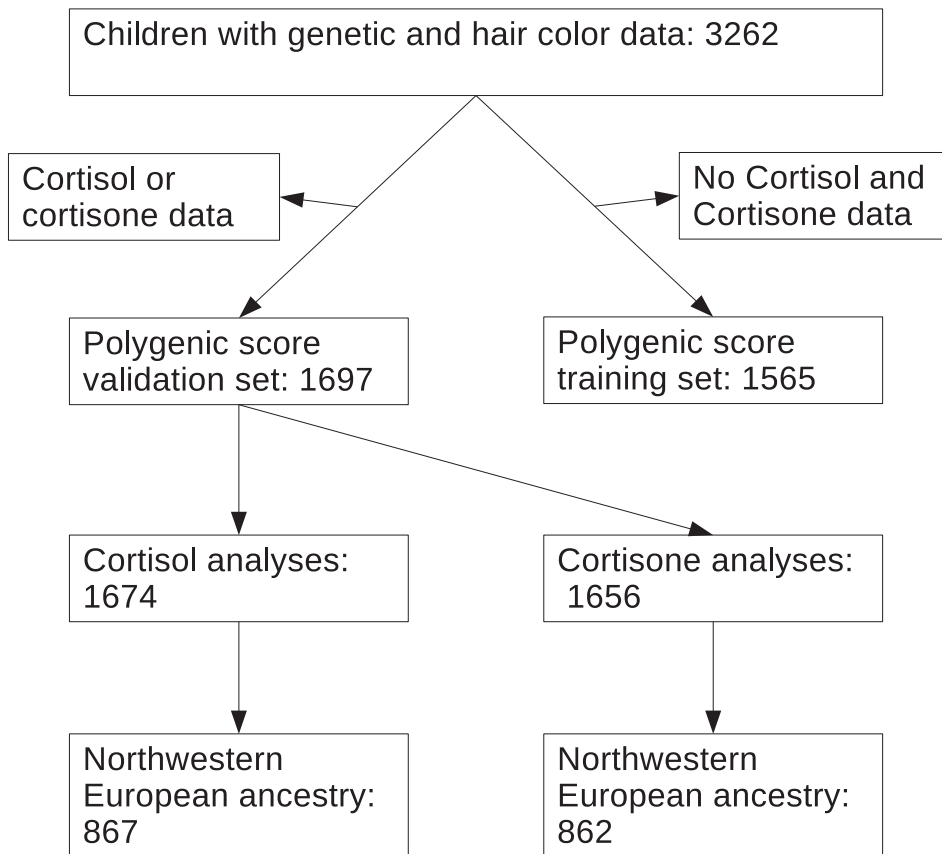 Children with genetic and hair color data: 3262
Cortisol or
cortisone data
No Cortisol and
Cortisone data
Polygenic score
validation set: 1697
Polygenic score
training set: 1565
Cortisol analyses:
1674
Cortisone analyses:
1656
Northwestern
European ancestry:
867
Northwestern
European ancestry:
862